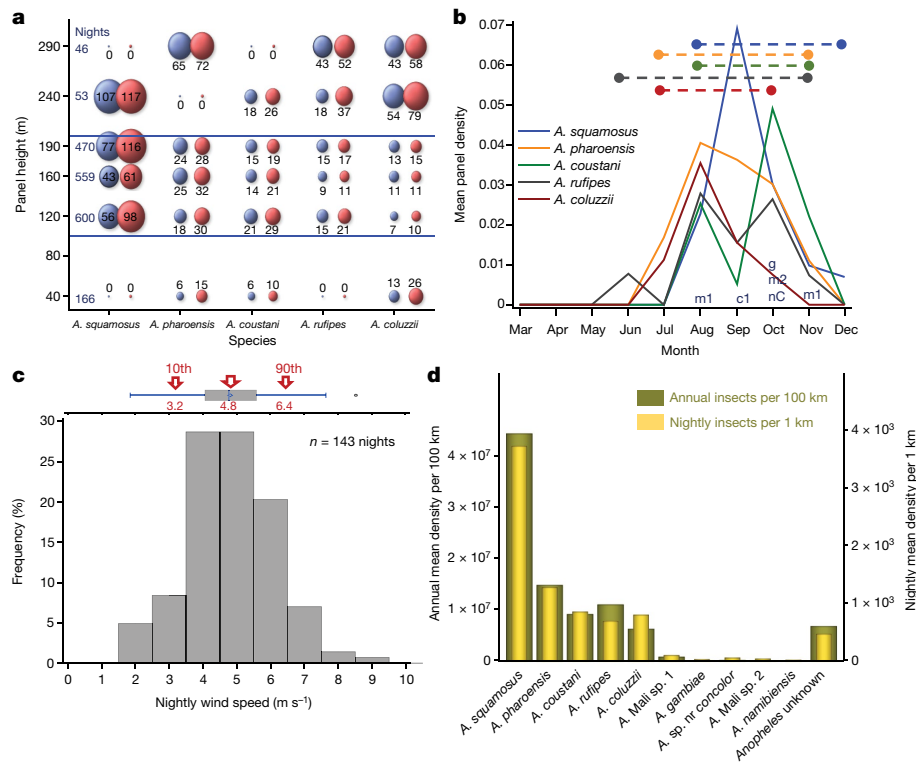 a
Nights
290
46
0 0
65 72
0 0
43 52
43 58
240
53
107 117
0 0
18 26
18 37
54 79
190
470
77 116
24 28
15 19
15 17
13 15
160
559
43 61
25 32
14 21
9 11
11 11
120
600
56 98
18 30
21 29
15 21
7 10
80
40
166
0 0
6 15
6 10
0 0
13 26
Panel height (m)
A. squamosus A. pharoensis A. coustani A. rufipes A. coluzzii
Species
b
0.07
0.06
0.05
0.04
0.03
0.02
0.01
0
Mean panel density
A. squamosus
A. pharoensis
A. coustani
A. rufipes
A. coluzzii
g
m2
m1 c1 nC m1
Mar Apr May Jun Jul Aug Sep Oct Nov Dec
Month
c
10th 90th
3.2 4.8 6.4
n = 143 nights
30
25
20
15
10
5
0
Frequency (%)
0 1 2 3 4 5 6 7 8 9 10
Nightly wind speed (m s⁻¹)
d
Annual insects per 100 km
Nightly insects per 1 km
4 × 10⁷
3 × 10⁷
2 × 10⁷
1 × 10⁷
0
Annual mean density per 100 km
4 × 10³
3 × 10³
2 × 10³
1 × 10³
0
Nightly mean density per 1 km
A. squamosus
A. pharoensis
A. coustani
A. rufipes
A. coluzzii
A. Mali sp. 1
A. gambiae
A. sp. nr concolor
A. Mali sp. 2
A. namibiensis
Anopheles unknown